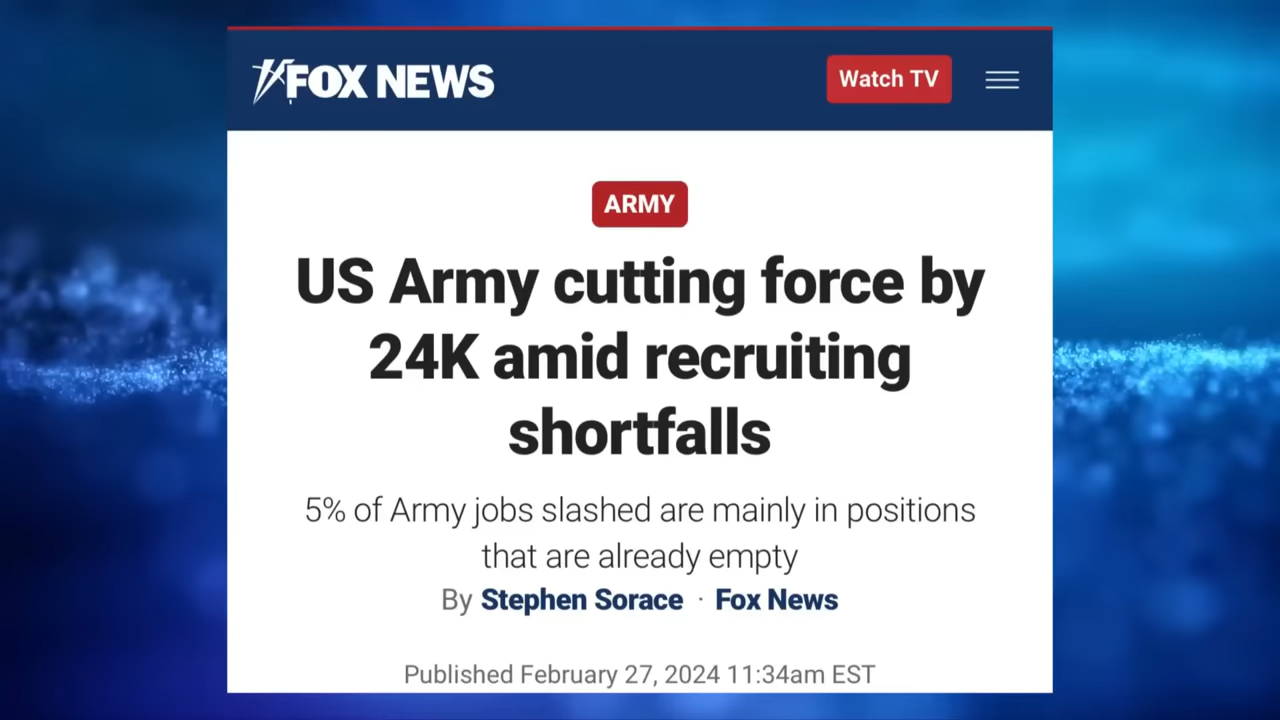 FOX NEWS
Watch TV
ARMY
US Army cutting force by
24K amid recruiting
shortfalls
5% of Army jobs slashed are mainly in positions
that are already empty
By Stephen Sorace · Fox News
Published February 27, 2024 11:34am EST